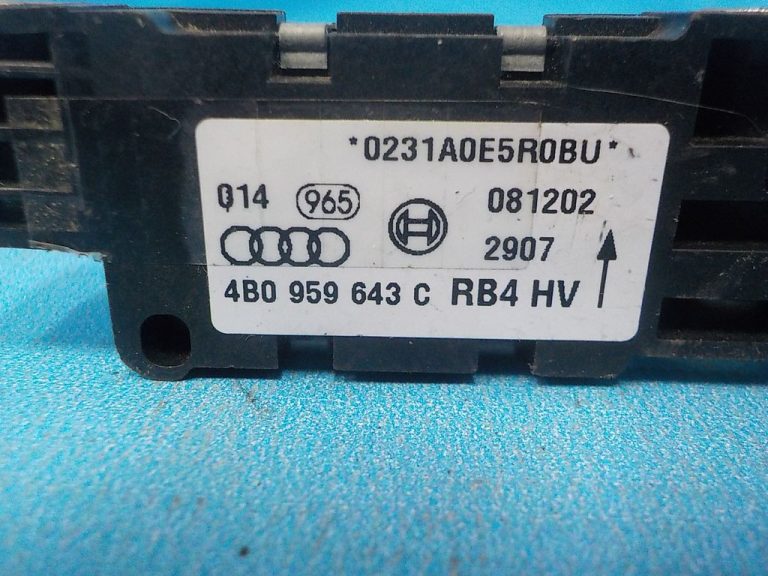 *0231A0E5R0BU*
Q14 965 081202
2907
4B0 959 643 C RB4 HV